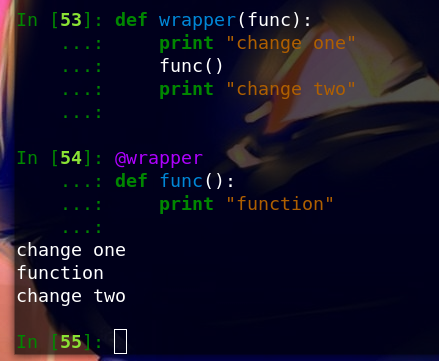 In [53]: def wrapper(func):
    ...:     print "change one"
    ...:     func()
    ...:     print "change two"
    ...:
In [54]: @wrapper
    ...: def func():
    ...:     print "function"
    ...:
change one
function
change two
In [55]: